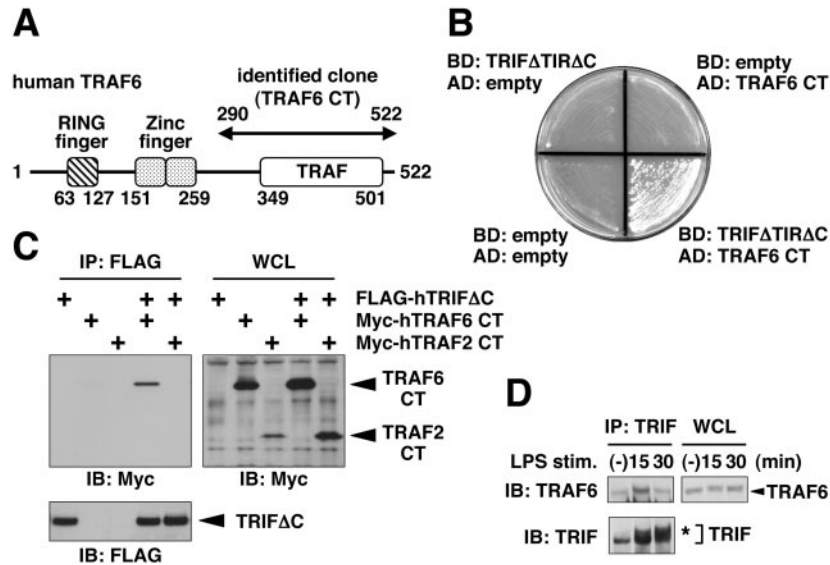 A
human TRAF6
identified clone
(TRAF6 CT)
290 522
RING finger
Zinc finger
1 TRAF 522
63 127 151 259 349 501
B
BD: TRIFΔTIRΔC
AD: empty
BD: empty
AD: TRAF6 CT
BD: empty
AD: empty
BD: TRIFΔTIRΔC
AD: TRAF6 CT
C
IP: FLAG WCL
+ + + + + + FLAG-hTRIFΔC
+ + + + Myc-hTRAF6 CT
+ + + + Myc-hTRAF2 CT
TRAF6
CT
TRAF2
CT
IB: Myc IB: Myc
TRIFΔC
IB: FLAG
D
IP: TRIF WCL
LPS stim. (-) 15 30 (-) 15 30 (min)
IB: TRAF6 TRAF6
IB: TRIF * ] TRIF